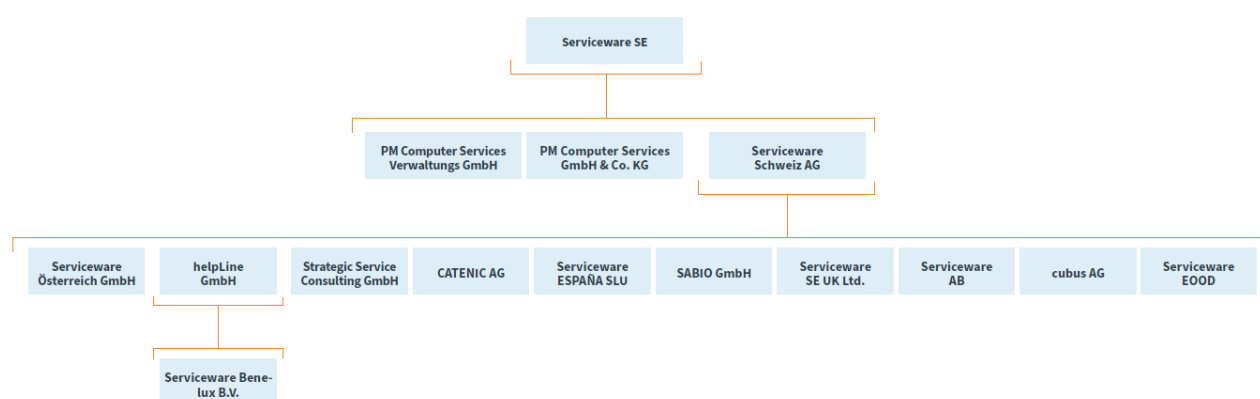 Serviceware SE
PM Computer Services
Verwaltungs GmbH
PM Computer Services
GmbH & Co. KG
Serviceware
Schweiz AG
Serviceware
Österreich GmbH
helpLine
GmbH
Strategic Service
Consulting GmbH
CATENIC AG
Serviceware
ESPAÑA SLU
SABIO GmbH
Serviceware
SE UK Ltd.
Serviceware
AB
cubus AG
Serviceware
EOOD
Serviceware Bene-
lux B.V.